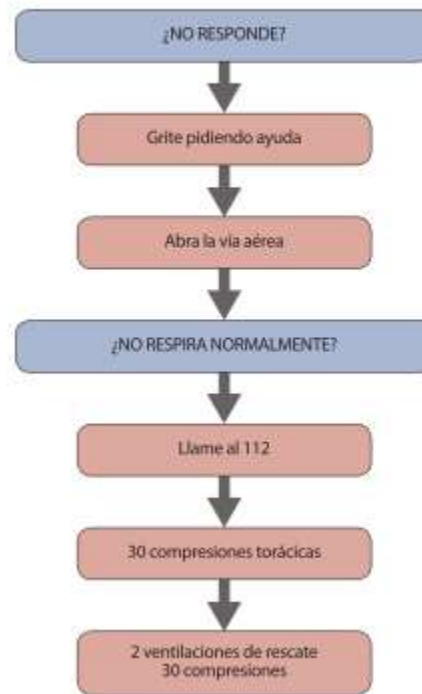 ¿NO RESPONDE?
Grite pidiendo ayuda
Abra la vía aérea
¿NO RESPIRA NORMALMENTE?
Llame al 112
30 compresiones torácicas
2 ventilaciones de rescate
30 compresiones